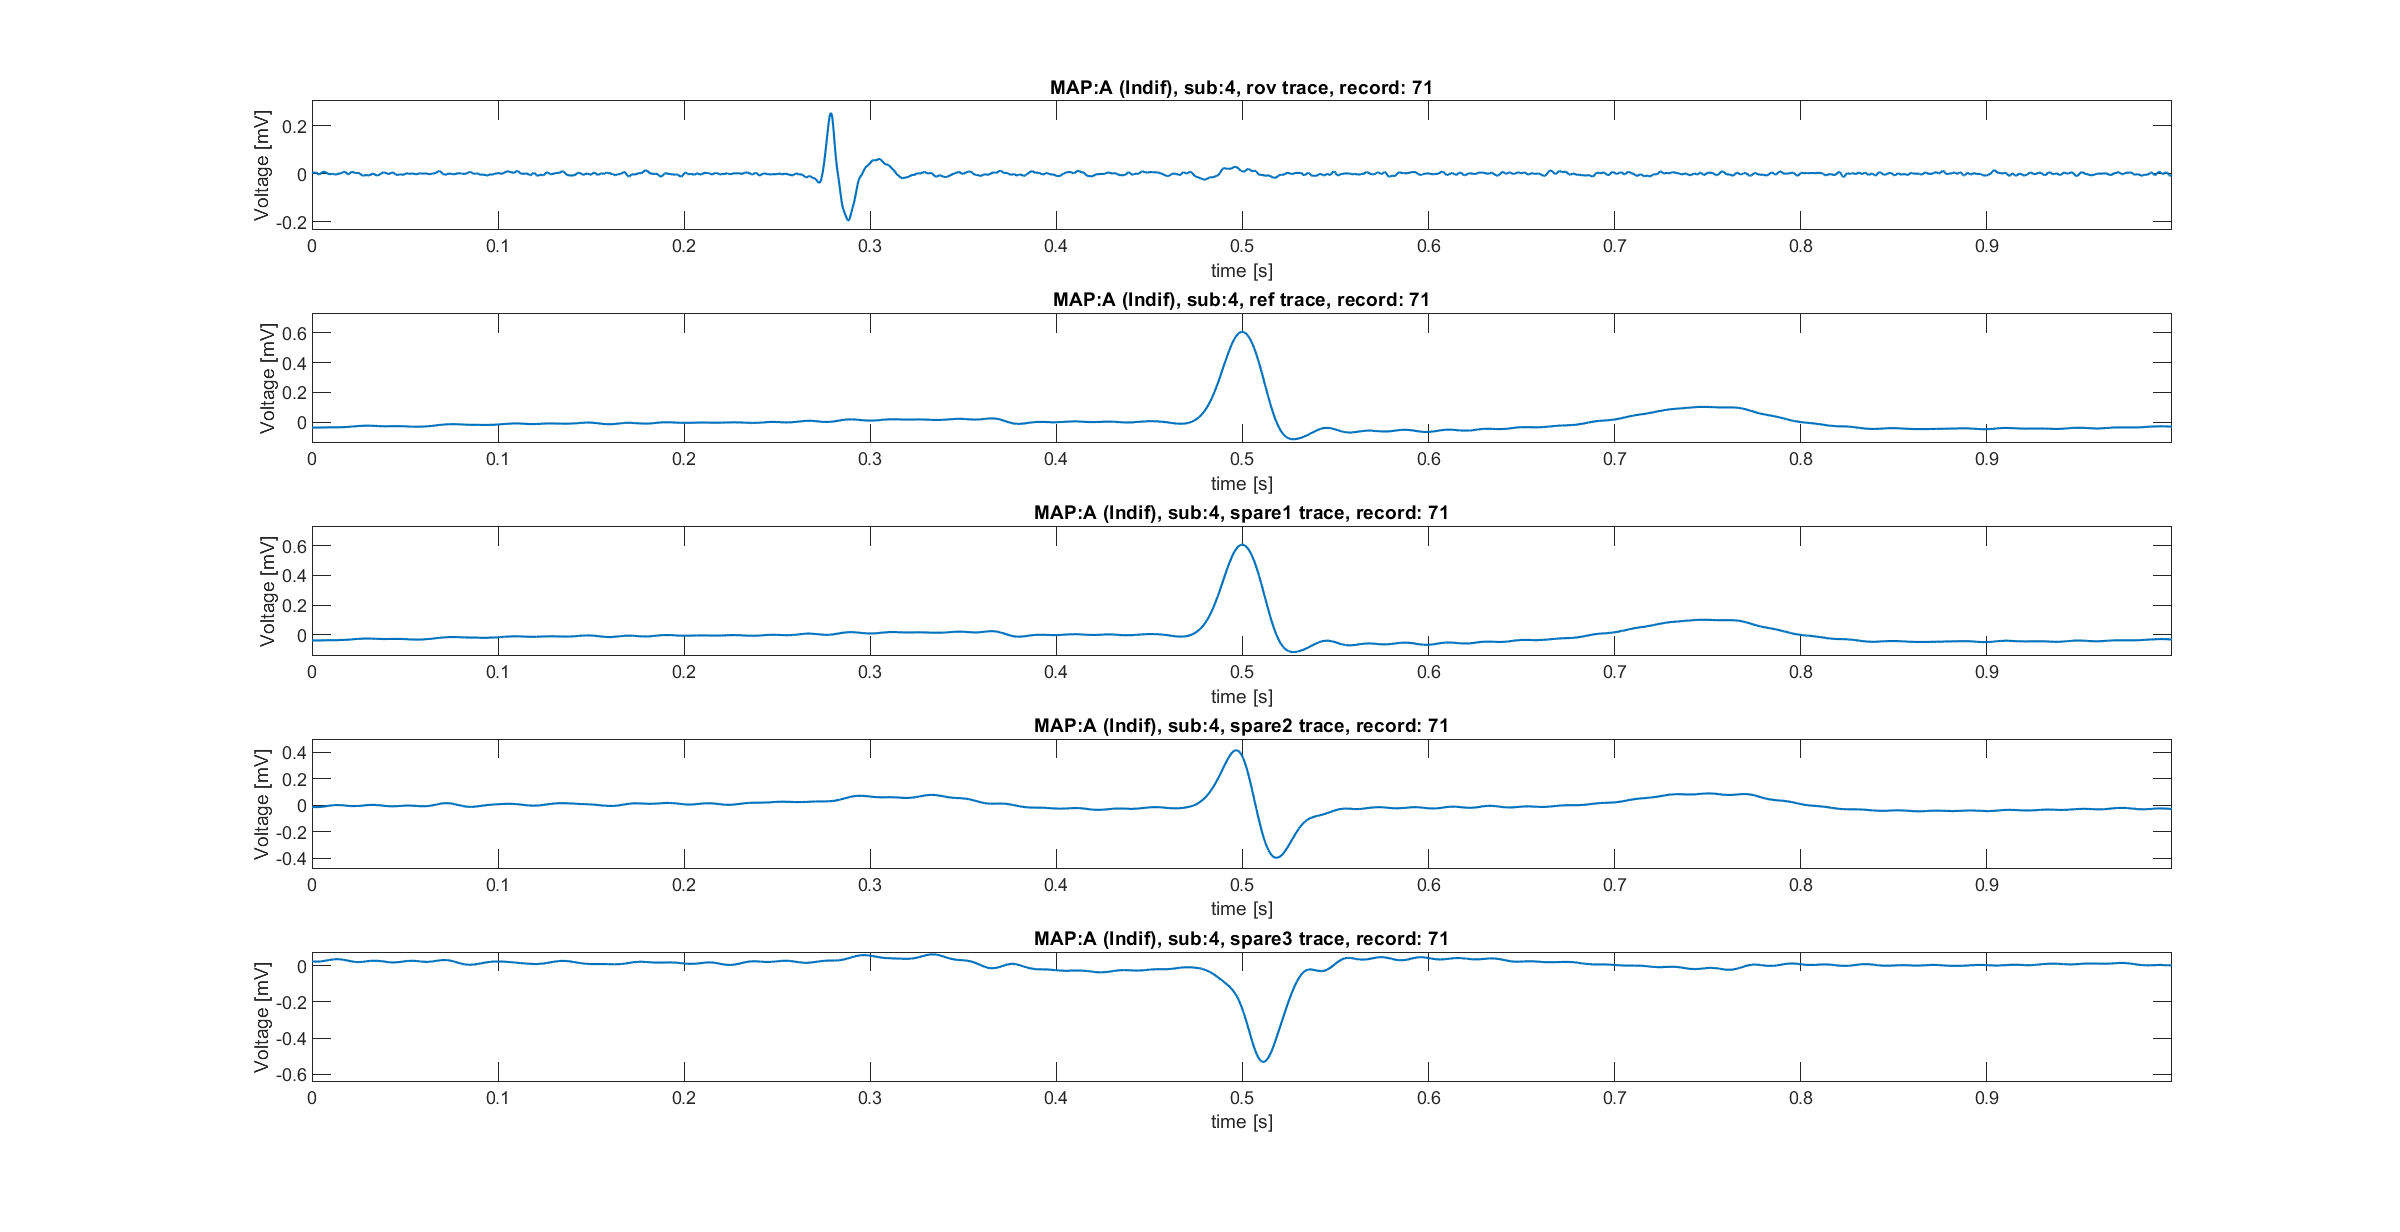 MAP:A (Indif), sub:4, rov trace, record: 71
Voltage [mV]
0.2
0
-0.2
0 0.1 0.2 0.3 0.4 0.5 0.6 0.7 0.8 0.9
time [s]
MAP:A (Indif), sub:4, ref trace, record: 71
Voltage [mV]
0.6
0.4
0.2
0
0 0.1 0.2 0.3 0.4 0.5 0.6 0.7 0.8 0.9
time [s]
MAP:A (Indif), sub:4, spare1 trace, record: 71
Voltage [mV]
0.6
0.4
0.2
0
0 0.1 0.2 0.3 0.4 0.5 0.6 0.7 0.8 0.9
time [s]
MAP:A (Indif), sub:4, spare2 trace, record: 71
Voltage [mV]
0.4
0.2
0
-0.2
-0.4
0 0.1 0.2 0.3 0.4 0.5 0.6 0.7 0.8 0.9
time [s]
MAP:A (Indif), sub:4, spare3 trace, record: 71
Voltage [mV]
0
-0.2
-0.4
-0.6
0 0.1 0.2 0.3 0.4 0.5 0.6 0.7 0.8 0.9
time [s]